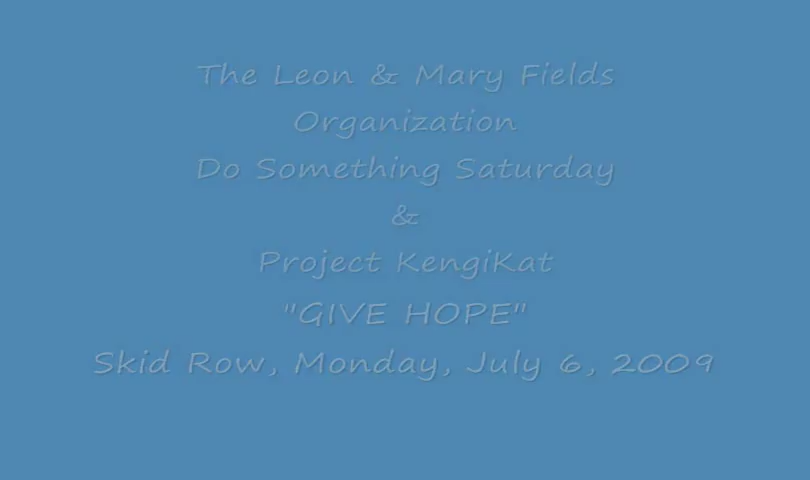 The Leon & Mary Fields
Organization
Do Something Saturday
&
Project KengiKat
"GIVE HOPE"
Skid Row, Monday, July 6, 2009